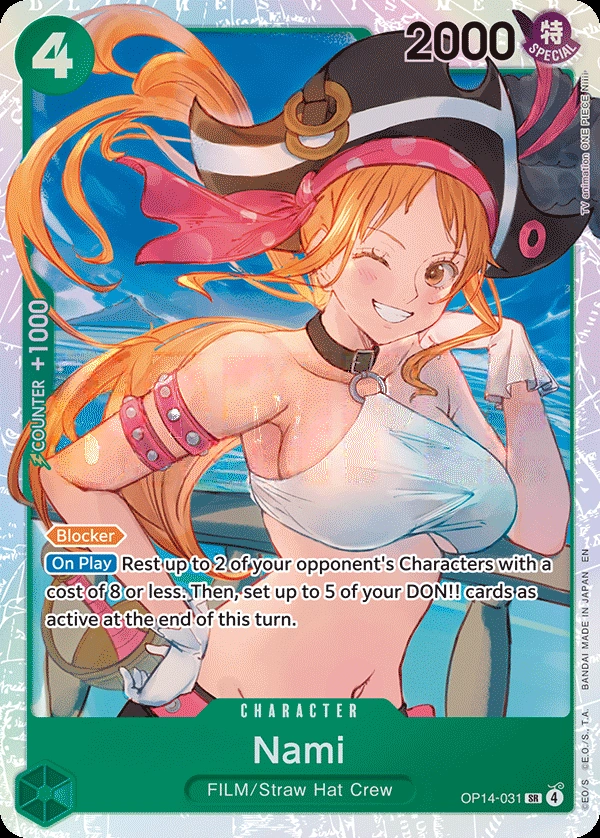 4
2000
特
SPECIAL
TV animation ONE PIECE
COUNTER +1000
Blocker
On Play Rest up to 2 of your opponent's Characters with a
cost of 8 or less. Then, set up to 5 of your DON!! cards as
active at the end of this turn.
BANDAI MADE IN JAPAN EN
©E.O./S., T.A.
©EO/S
CHARACTER
Nami
FILM/Straw Hat Crew
OP14-031 SR 4